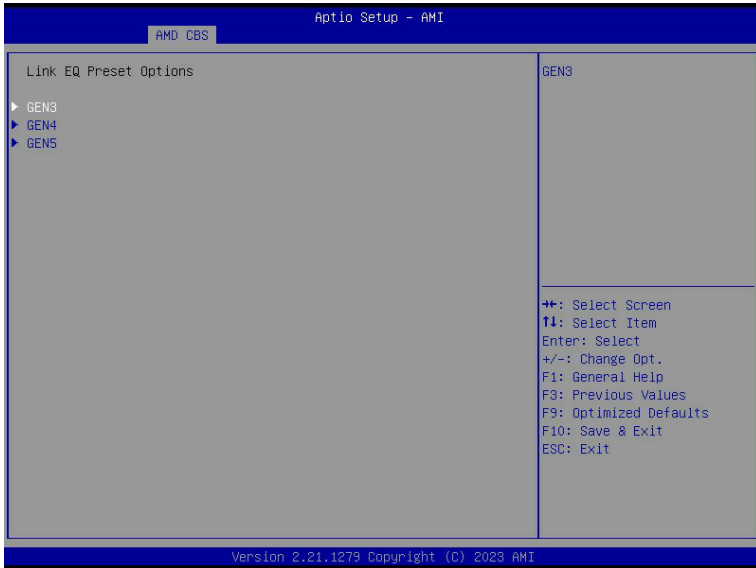 Aptio Setup – AMI
AMD CBS
Link EQ Preset Options
GEN3
GEN4
GEN5
GEN3
→←: Select Screen
↑↓: Select Item
Enter: Select
+/-: Change Opt.
F1: General Help
F3: Previous Values
F9: Optimized Defaults
F10: Save & Exit
ESC: Exit
Version 2.21.1279 Copyright (C) 2023 AMI